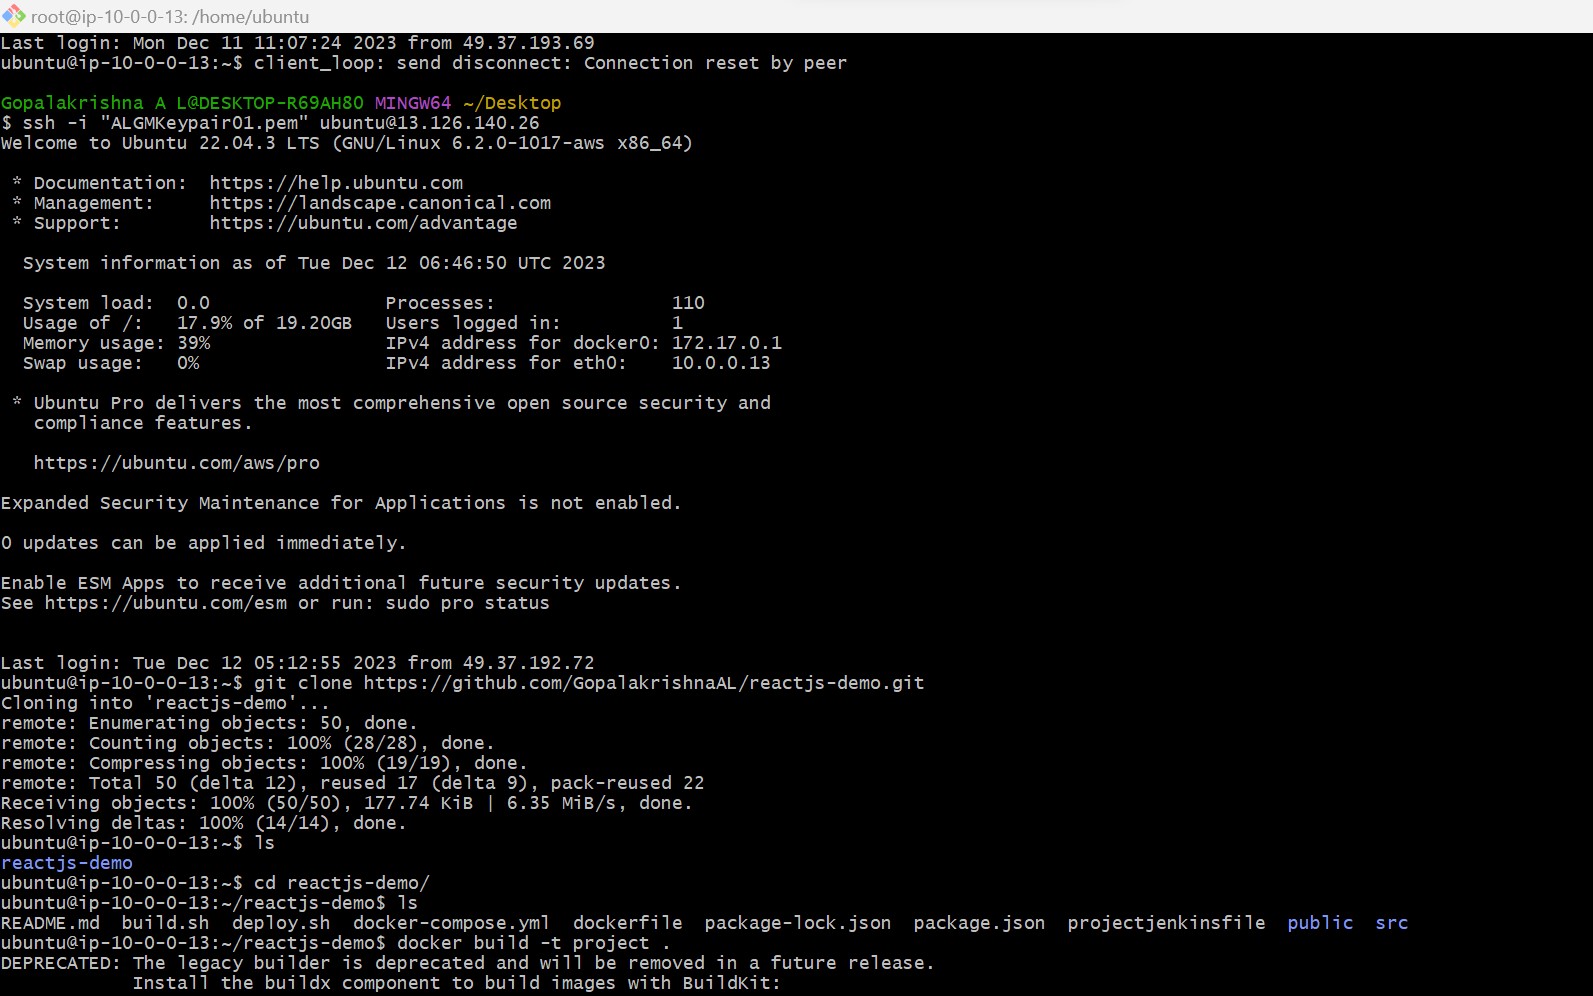 root@ip-10-0-0-13: /home/ubuntu
Last login: Mon Dec 11 11:07:24 2023 from 49.37.193.69
ubuntu@ip-10-0-0-13:~$ client_loop: send disconnect: Connection reset by peer
Gopalakrishna A L@DESKTOP-R69AH80 MINGW64 ~/Desktop
$ ssh -i "ALGMKeypair01.pem" ubuntu@13.126.140.26
Welcome to Ubuntu 22.04.3 LTS (GNU/Linux 6.2.0-1017-aws x86_64)
* Documentation:  https://help.ubuntu.com
* Management:     https://landscape.canonical.com
* Support:        https://ubuntu.com/advantage
System information as of Tue Dec 12 06:46:50 UTC 2023
System load:  0.0                Processes:                110
Usage of /:   17.9% of 19.20GB   Users logged in:          1
Memory usage: 39%                IPv4 address for docker0: 172.17.0.1
Swap usage:   0%                 IPv4 address for eth0:    10.0.0.13
* Ubuntu Pro delivers the most comprehensive open source security and
compliance features.
https://ubuntu.com/aws/pro
Expanded Security Maintenance for Applications is not enabled.
0 updates can be applied immediately.
Enable ESM Apps to receive additional future security updates.
See https://ubuntu.com/esm or run: sudo pro status
Last login: Tue Dec 12 05:12:55 2023 from 49.37.192.72
ubuntu@ip-10-0-0-13:~$ git clone https://github.com/GopalakrishnaAL/reactjs-demo.git
Cloning into 'reactjs-demo'...
remote: Enumerating objects: 50, done.
remote: Counting objects: 100% (28/28), done.
remote: Compressing objects: 100% (19/19), done.
remote: Total 50 (delta 12), reused 17 (delta 9), pack-reused 22
Receiving objects: 100% (50/50), 177.74 KiB | 6.35 MiB/s, done.
Resolving deltas: 100% (14/14), done.
ubuntu@ip-10-0-0-13:~$ ls
reactjs-demo
ubuntu@ip-10-0-0-13:~$ cd reactjs-demo/
ubuntu@ip-10-0-0-13:~/reactjs-demo$ ls
README.md  build.sh  deploy.sh  docker-compose.yml  dockerfile  package-lock.json  package.json  projectjenkinsfile  public  src
ubuntu@ip-10-0-0-13:~/reactjs-demo$ docker build -t project .
DEPRECATED: The legacy builder is deprecated and will be removed in a future release.
Install the buildx component to build images with BuildKit: